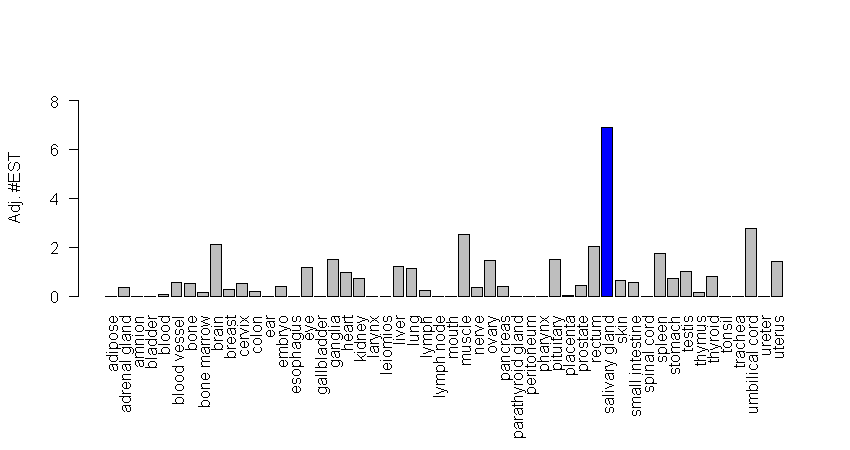 Adj. #EST
8
6
4
2
0
adipose
adrenal gland
amnion
bladder
blood
blood vessel
bone
bone marrow
brain
breast
cervix
colon
ear
embryo
esophagus
eye
gallbladder
ganglia
heart
kidney
larynx
leiomios
liver
lung
lymph
lymph node
mouth
muscle
nerve
ovary
pancreas
parathyroid gland
peritoneum
pharynx
pituitary
placenta
prostate
rectum
salivary gland
skin
small intestine
spinal cord
spleen
stomach
testis
thymus
thyroid
tonsil
trachea
umbilical cord
ureter
uterus